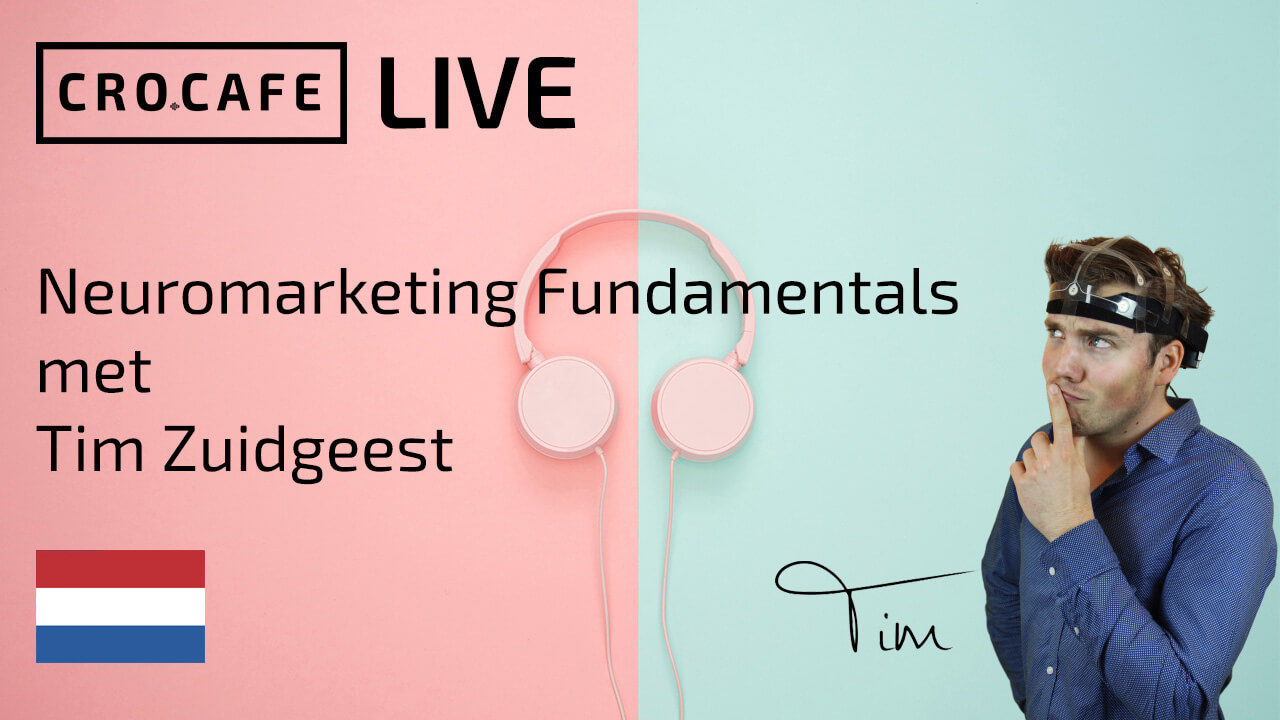 CRO.CAFE LIVE
Neuromarketing Fundamentals
met
Tim Zuidgeest
Tim